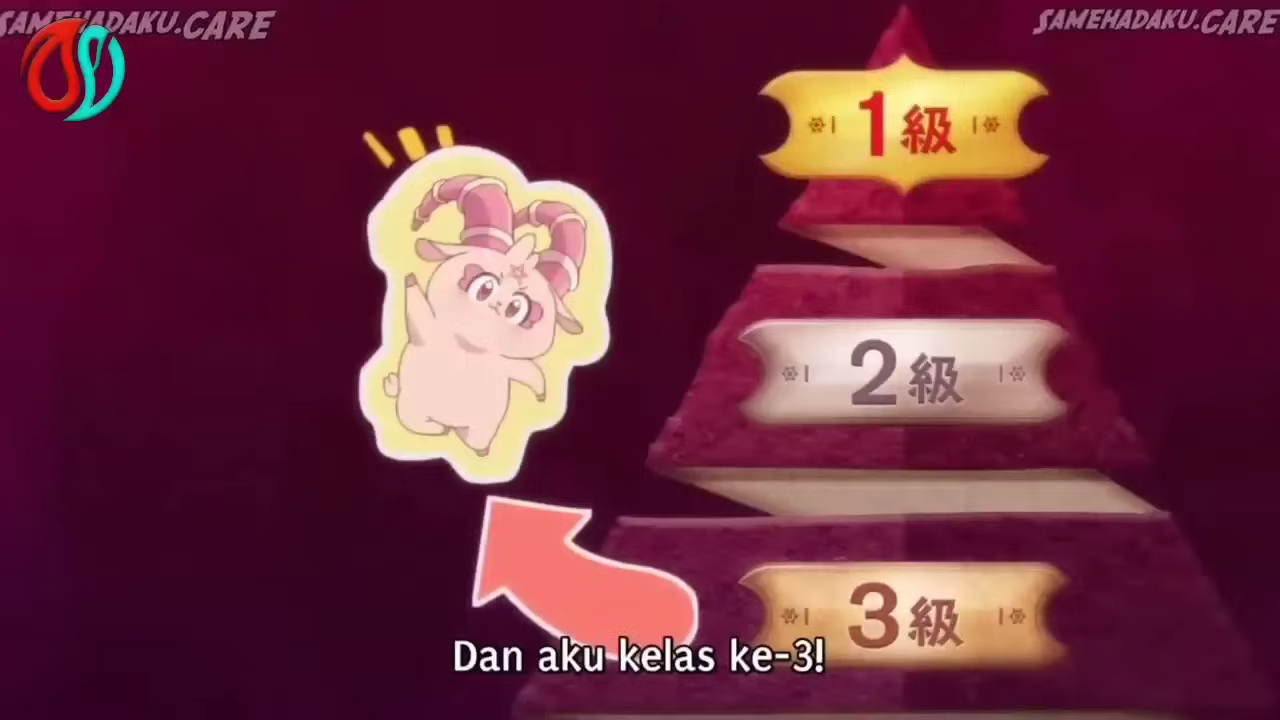 SAMEHADAKU.CARE
SAMEHADAKU.CARE
1級
2級
3級
Dan aku kelas ke-3!